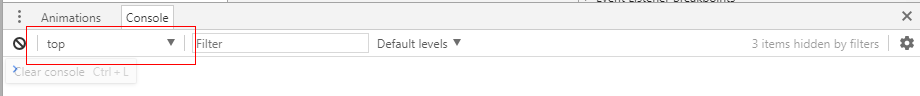 Event Listener Breakpoints
Animations Console
top Filter Default levels 3 items hidden by filters
Clear console Ctrl + L